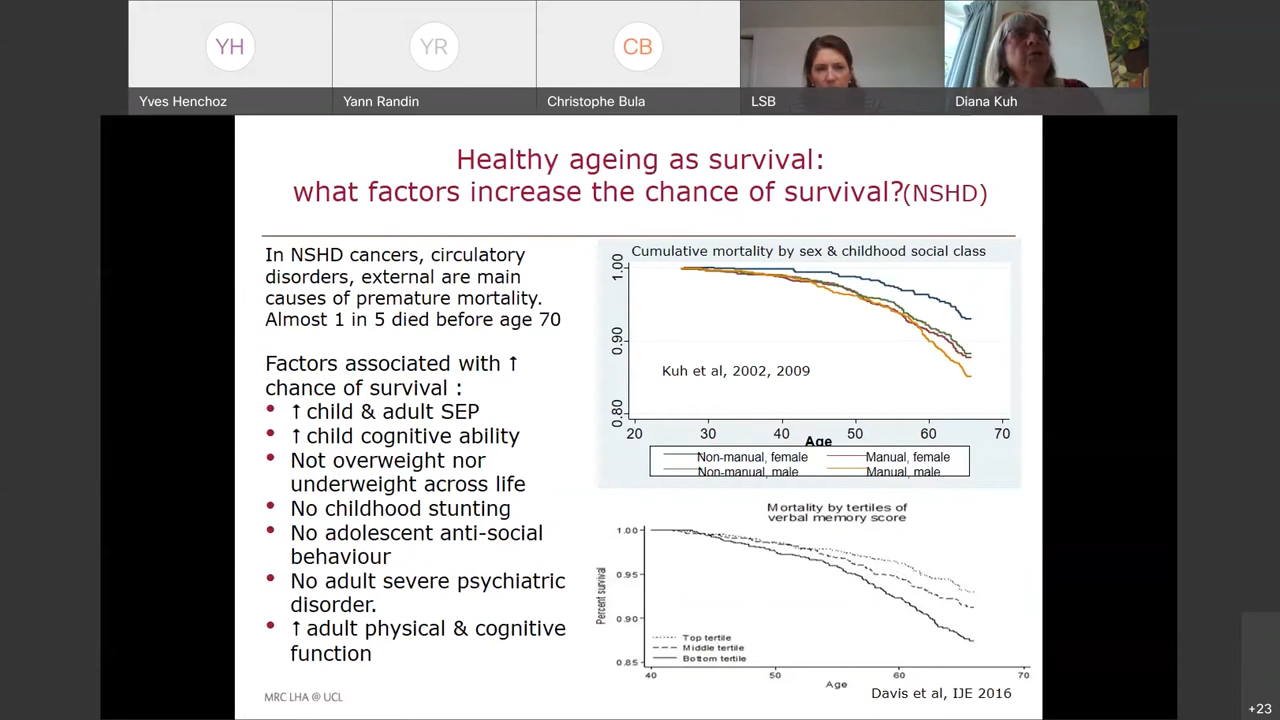 YH
YR
CB
Yves Henchoz
Yann Randin
Christophe Bula
LSB
Diana Kuh
Healthy ageing as survival:
what factors increase the chance of survival?(NSHD)
In NSHD cancers, circulatory
disorders, external are main
causes of premature mortality.
Almost 1 in 5 died before age 70
Factors associated with ↑
chance of survival :
• ↑ child & adult SEP
• ↑ child cognitive ability
• Not overweight nor
underweight across life
• No childhood stunting
• No adolescent anti-social
behaviour
• No adult severe psychiatric
disorder.
• ↑ adult physical & cognitive
function
MRC LHA @ UCL
Cumulative mortality by sex & childhood social class
1.00
0.90
0.80
Kuh et al, 2002, 2009
20 30 40 50 60 70
Age
Non-manual, female Manual, female
Non-manual, male Manual, male
Mortality by tertiles of
verbal memory score
1.00
0.95
0.90
0.85
Percent survival
Top tertile
Middle tertile
Bottom tertile
40 50 60 70
Age
Davis et al, IJE 2016
+23